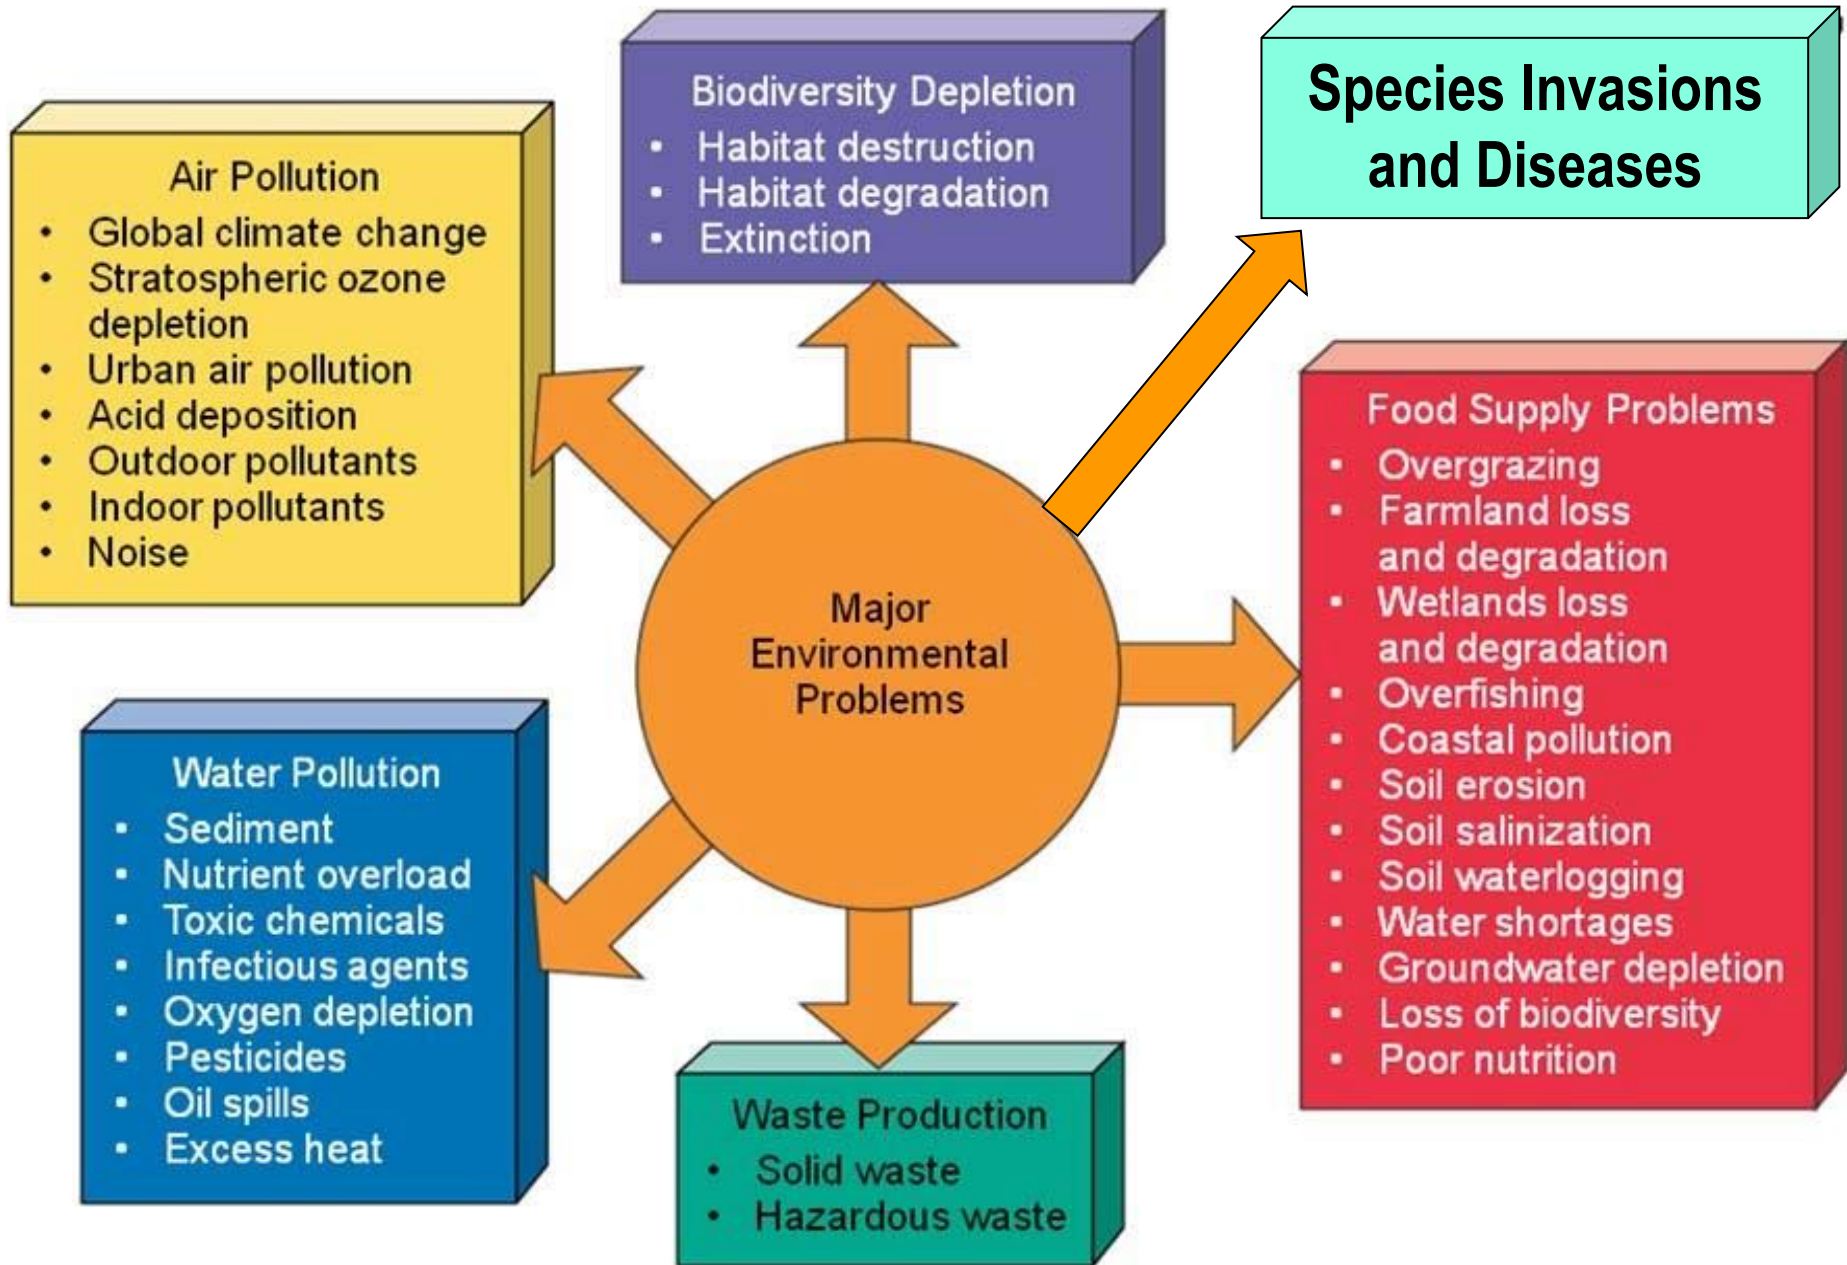 Biodiversity Depletion
▪ Habitat destruction
▪ Habitat degradation
▪ Extinction
Species Invasions
and Diseases
Air Pollution
• Global climate change
• Stratospheric ozone
depletion
• Urban air pollution
• Acid deposition
• Outdoor pollutants
• Indoor pollutants
• Noise
Major
Environmental
Problems
Food Supply Problems
▪ Overgrazing
▪ Farmland loss
and degradation
▪ Wetlands loss
and degradation
▪ Overfishing
▪ Coastal pollution
▪ Soil erosion
▪ Soil salinization
▪ Soil waterlogging
▪ Water shortages
▪ Groundwater depletion
▪ Loss of biodiversity
▪ Poor nutrition
Water Pollution
▪ Sediment
▪ Nutrient overload
▪ Toxic chemicals
▪ Infectious agents
▪ Oxygen depletion
▪ Pesticides
▪ Oil spills
▪ Excess heat
Waste Production
• Solid waste
• Hazardous waste